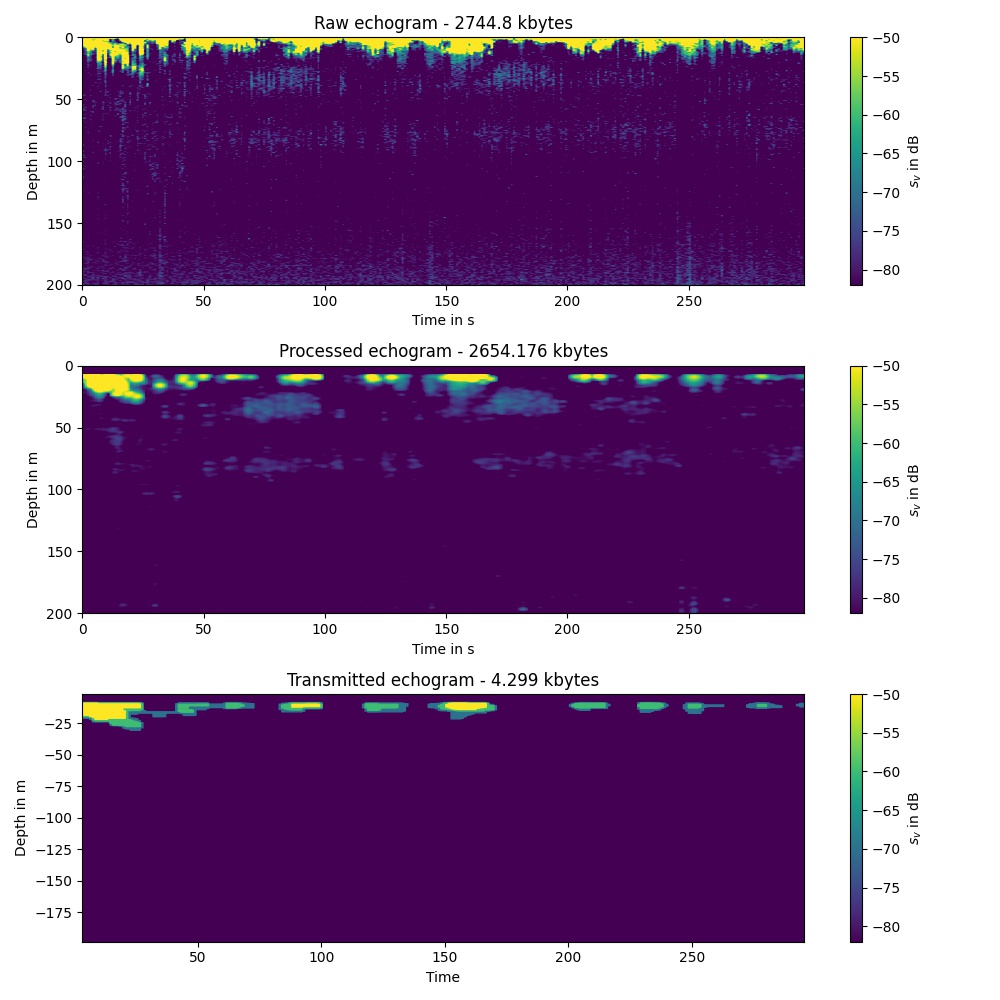 Raw echogram - 2744.8 kbytes
0
50
100
150
200
Depth in m
0 50 100 150 200 250
Time in s
−50
−55
−60
−65
−70
−75
−80
sᵥ in dB
Processed echogram - 2654.176 kbytes
0
50
100
150
200
Depth in m
0 50 100 150 200 250
Time in s
−50
−55
−60
−65
−70
−75
−80
sᵥ in dB
Transmitted echogram - 4.299 kbytes
−25
−50
−75
−100
−125
−150
−175
Depth in m
50 100 150 200 250
Time
−50
−55
−60
−65
−70
−75
−80
sᵥ in dB